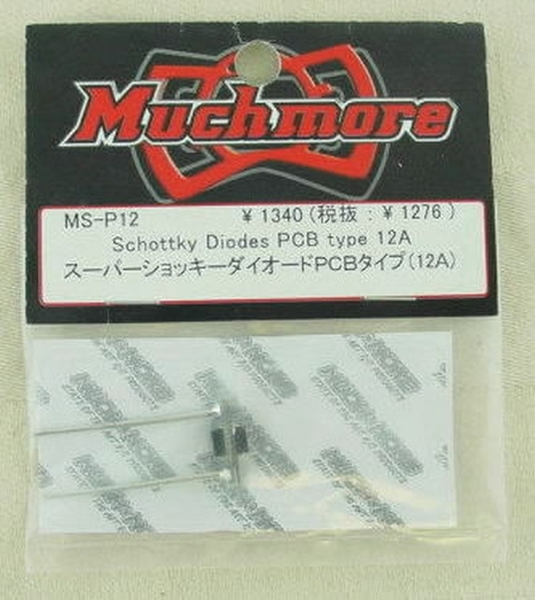 Muchmore
MS-P12 ¥ 1340 (税抜 : ¥ 1276 )
Schottky Diodes PCB type 12A
スーパーショッキーダイオードPCBタイプ(12A)